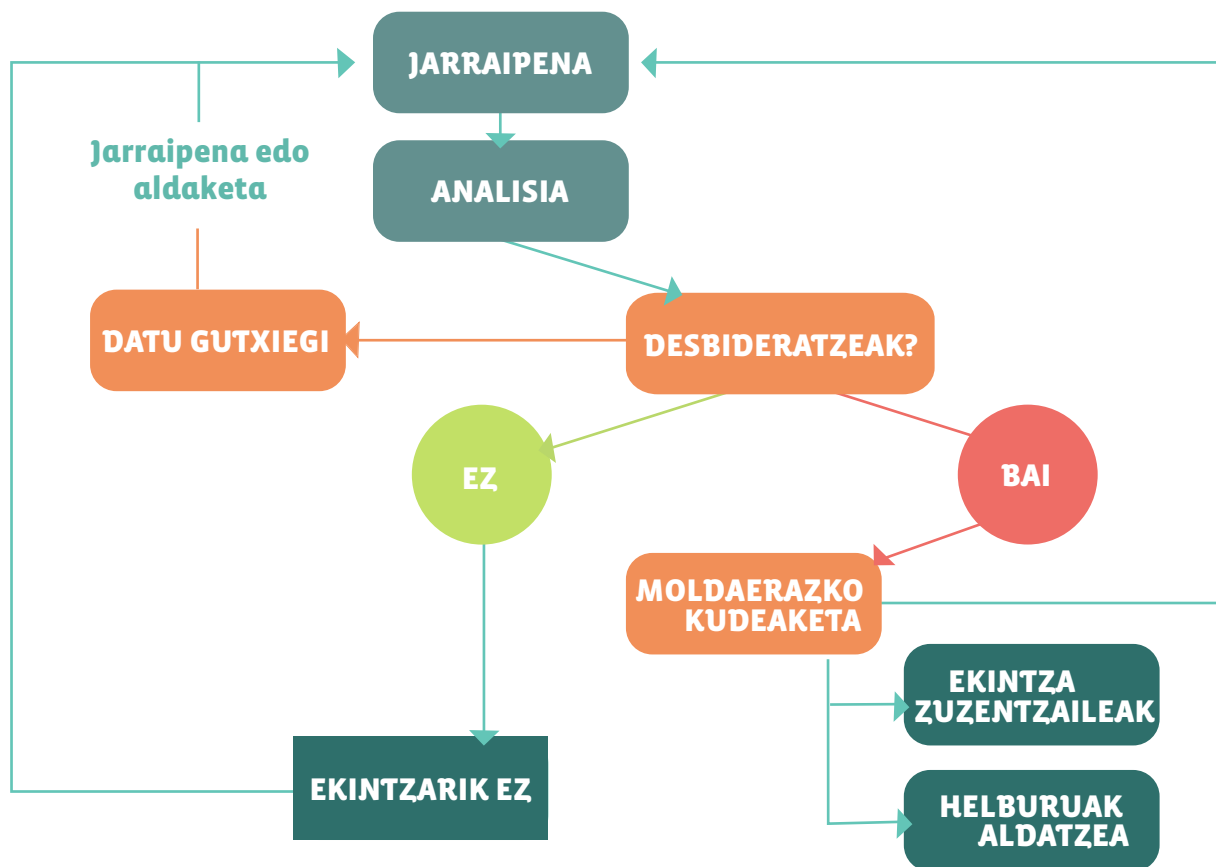 JARRAIPENA
Jarraipena edo
aldaketa
ANALISIA
DATU GUTXIEGI
DESBIDERATZEAK?
EZ
BAI
MOLDAERAZKO
KUDEAKETA
EKINTZA
ZUZENTZAILEAK
EKINTZARIK EZ
HELBURUAK
ALDATZEA